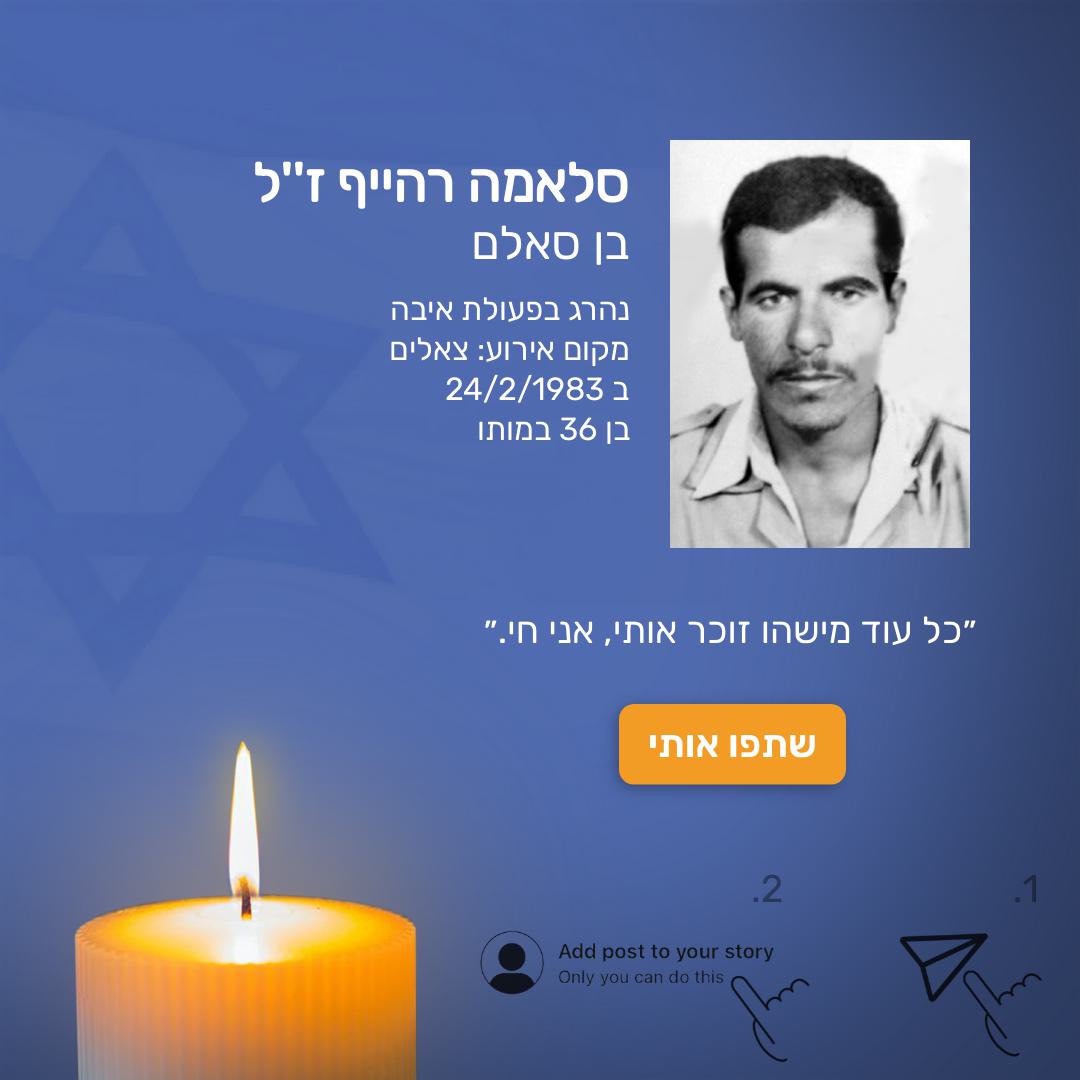 סלאמה רהייף ז"ל
בן סאלם
נהרג בפעולת איבה
מקום אירוע: צאלים
ב 24/2/1983
בן 36 במותו
״כל עוד מישהו זוכר אותי, אני חי.״
שתפו אותי
1.
2.
Add post to your story
Only you can do this